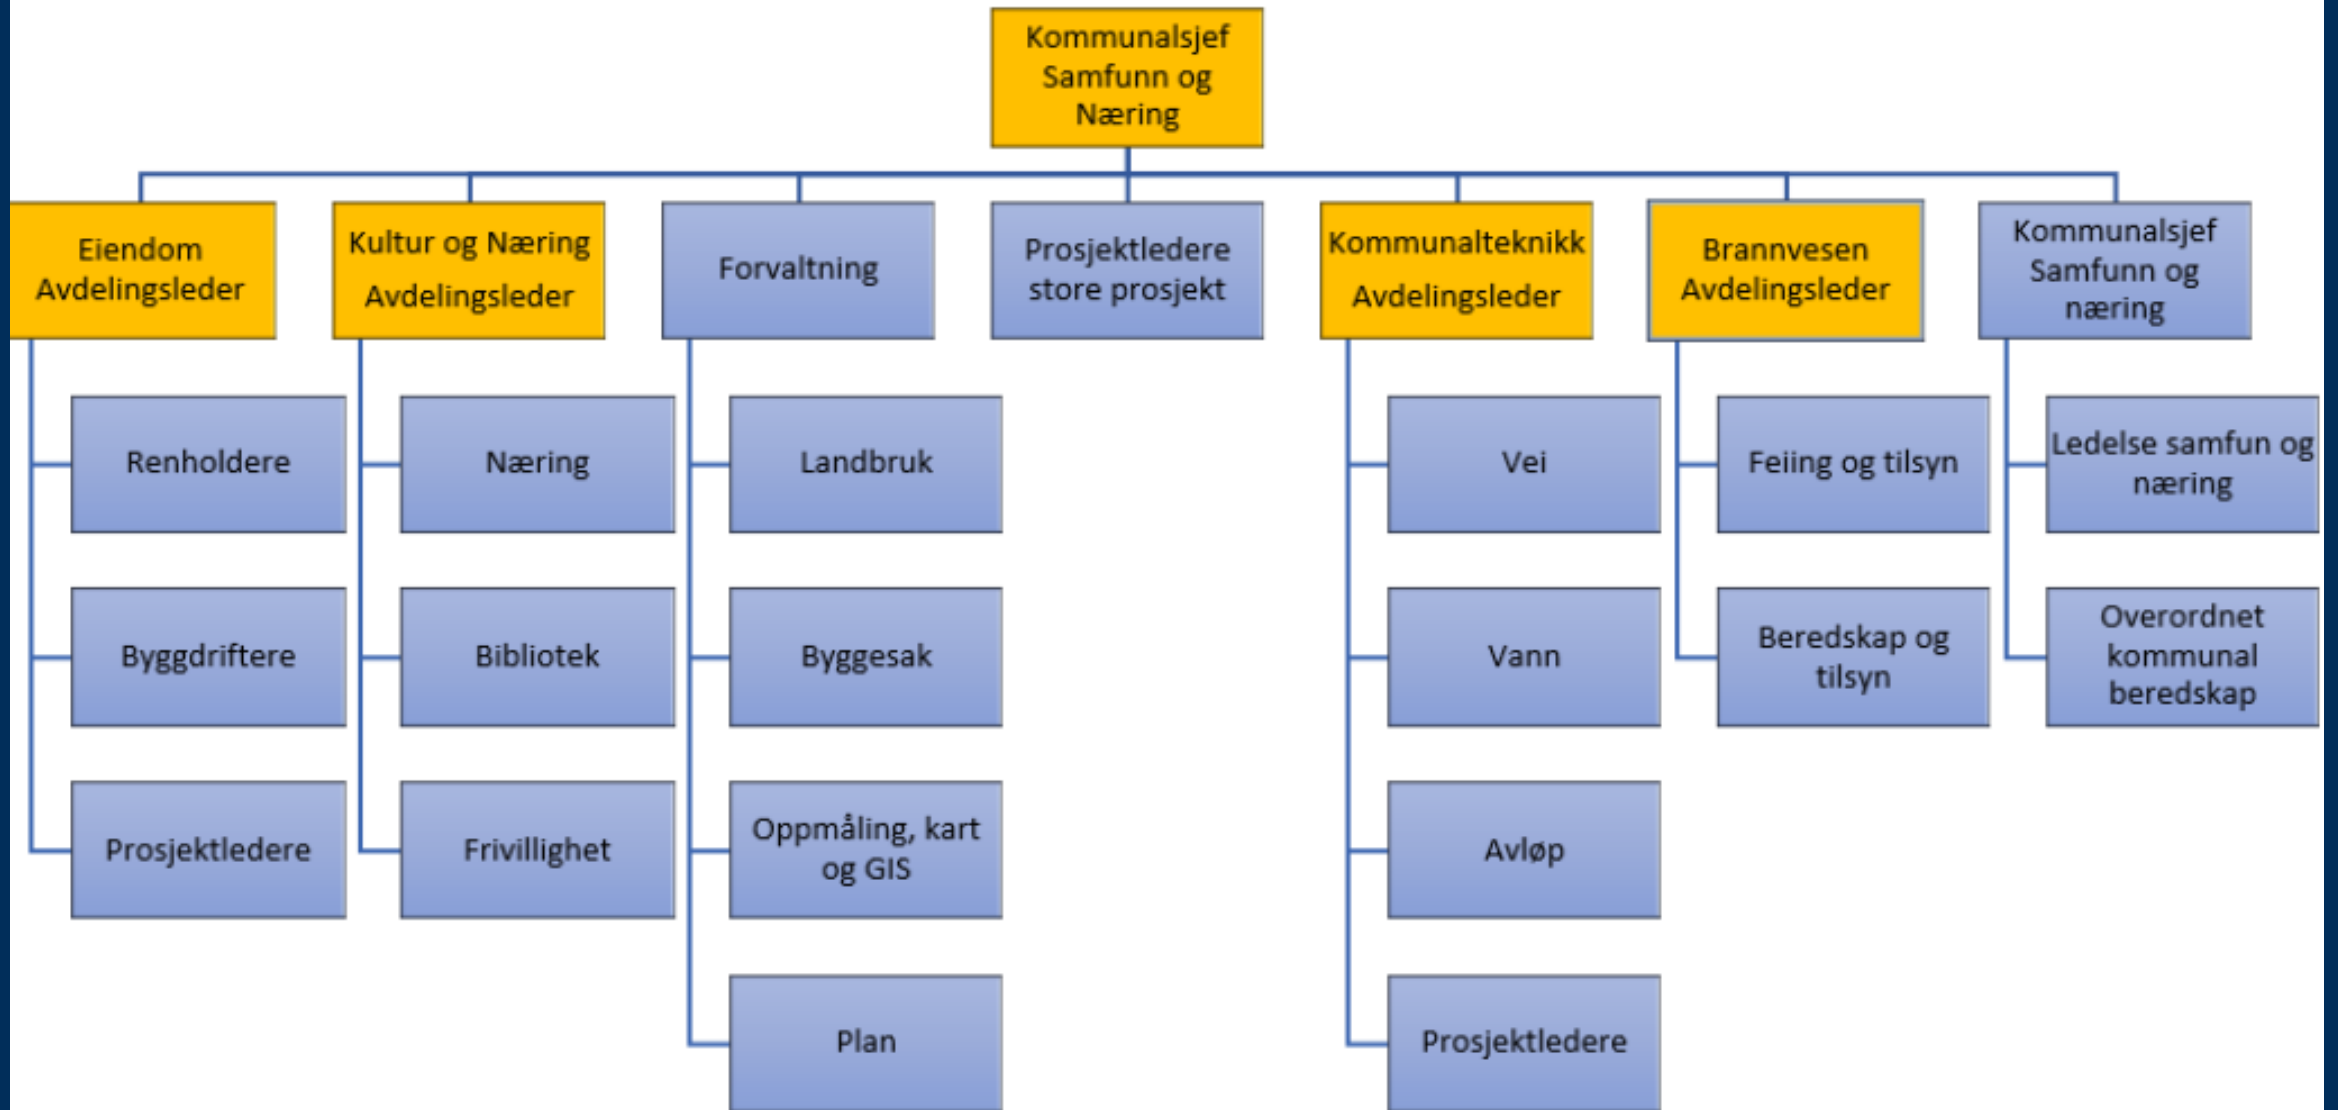 Kommunalsjef
Samfunn og
Næring
Eiendom
Avdelingsleder
Kultur og Næring
Avdelingsleder
Forvaltning
Prosjektledere
store prosjekt
Kommunalteknikk
Avdelingsleder
Brannvesen
Avdelingsleder
Kommunalsjef
Samfunn og
næring
Renholdere
Næring
Landbruk
Vei
Feiing og tilsyn
Ledelse samfun og
næring
Byggdriftere
Bibliotek
Byggesak
Vann
Beredskap og
tilsyn
Overordnet
kommunal
beredskap
Prosjektledere
Frivillighet
Oppmåling, kart
og GIS
Avløp
Plan
Prosjektledere